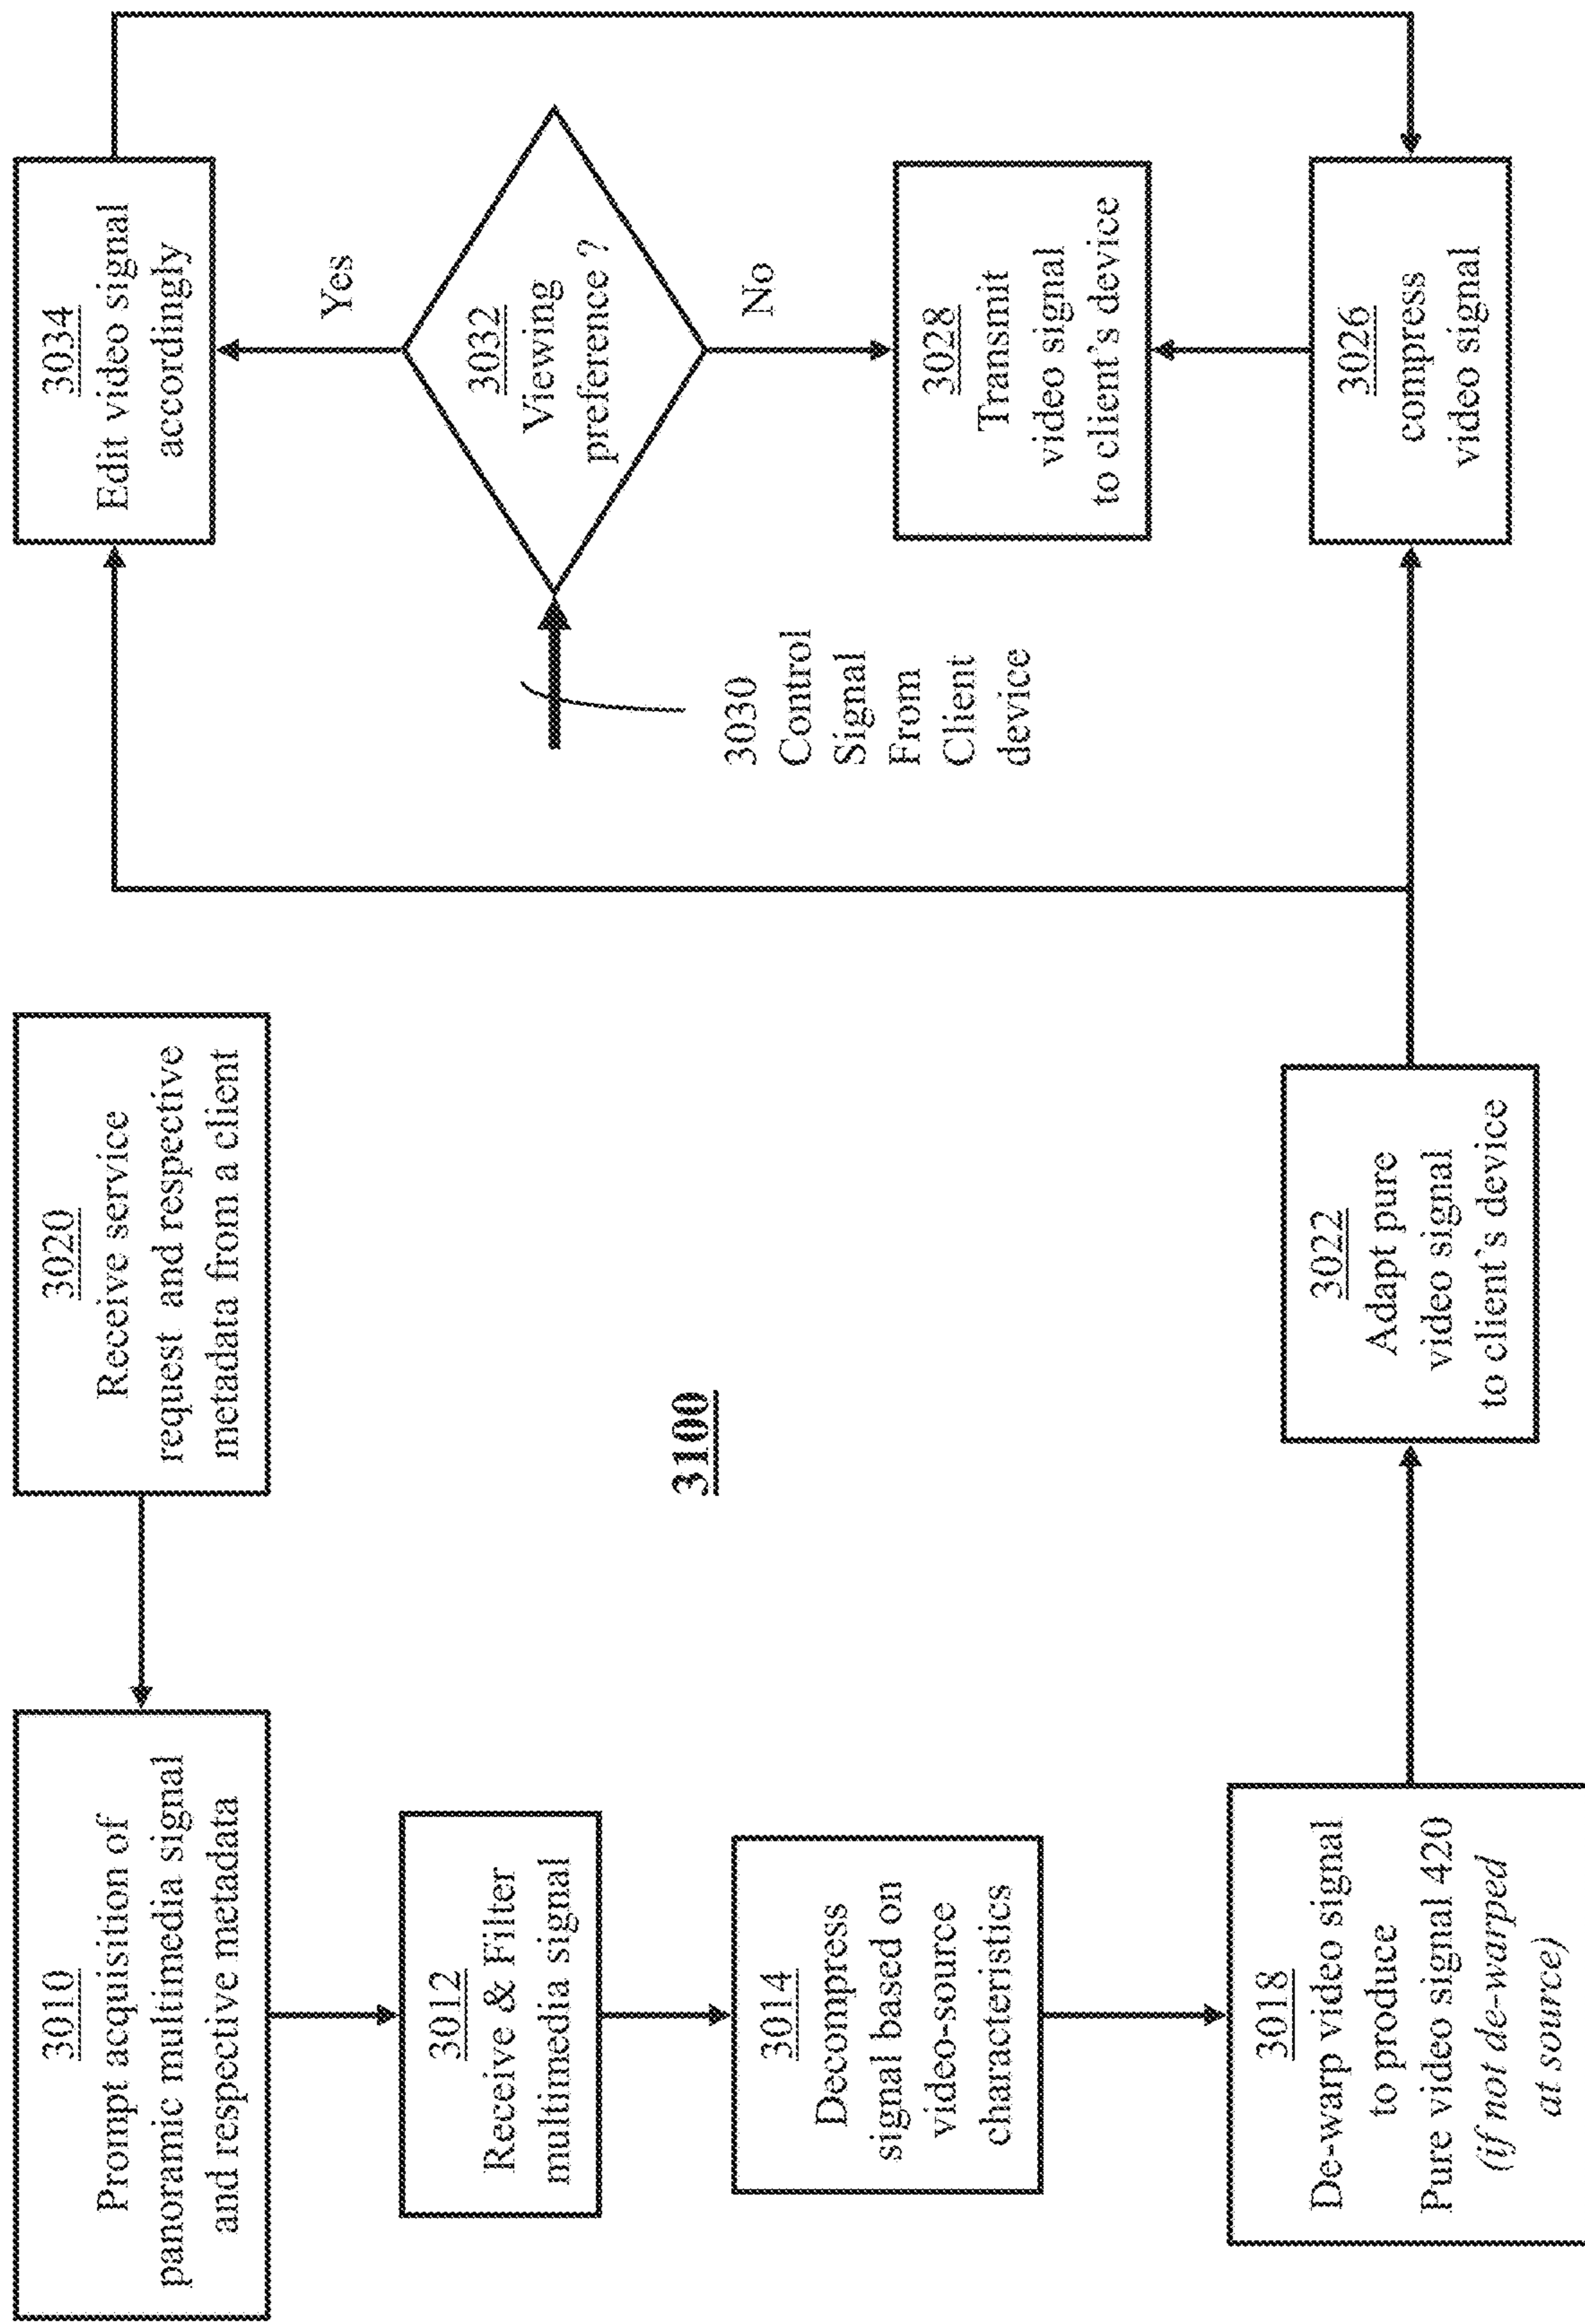 3010
Prompt acquisition of
panoramic multimedia signal
and respective metadata
3020
Receive service
request and respective
metadata from a client
3012
Receive & Filter
multimedia signal
3014
Decompress
signal based on
video-source
characteristics
3018
De-warp video signal
to produce
Pure video signal 420
(if not de-warped
at source)
3100
3022
Adapt pure
video signal
to client's device
3034
Edit video signal
accordingly
Yes
3032
Viewing
preference ?
No
3030
Control
Signal
From
Client
device
3028
Transmit
video signal
to client's device
3026
compress
video signal